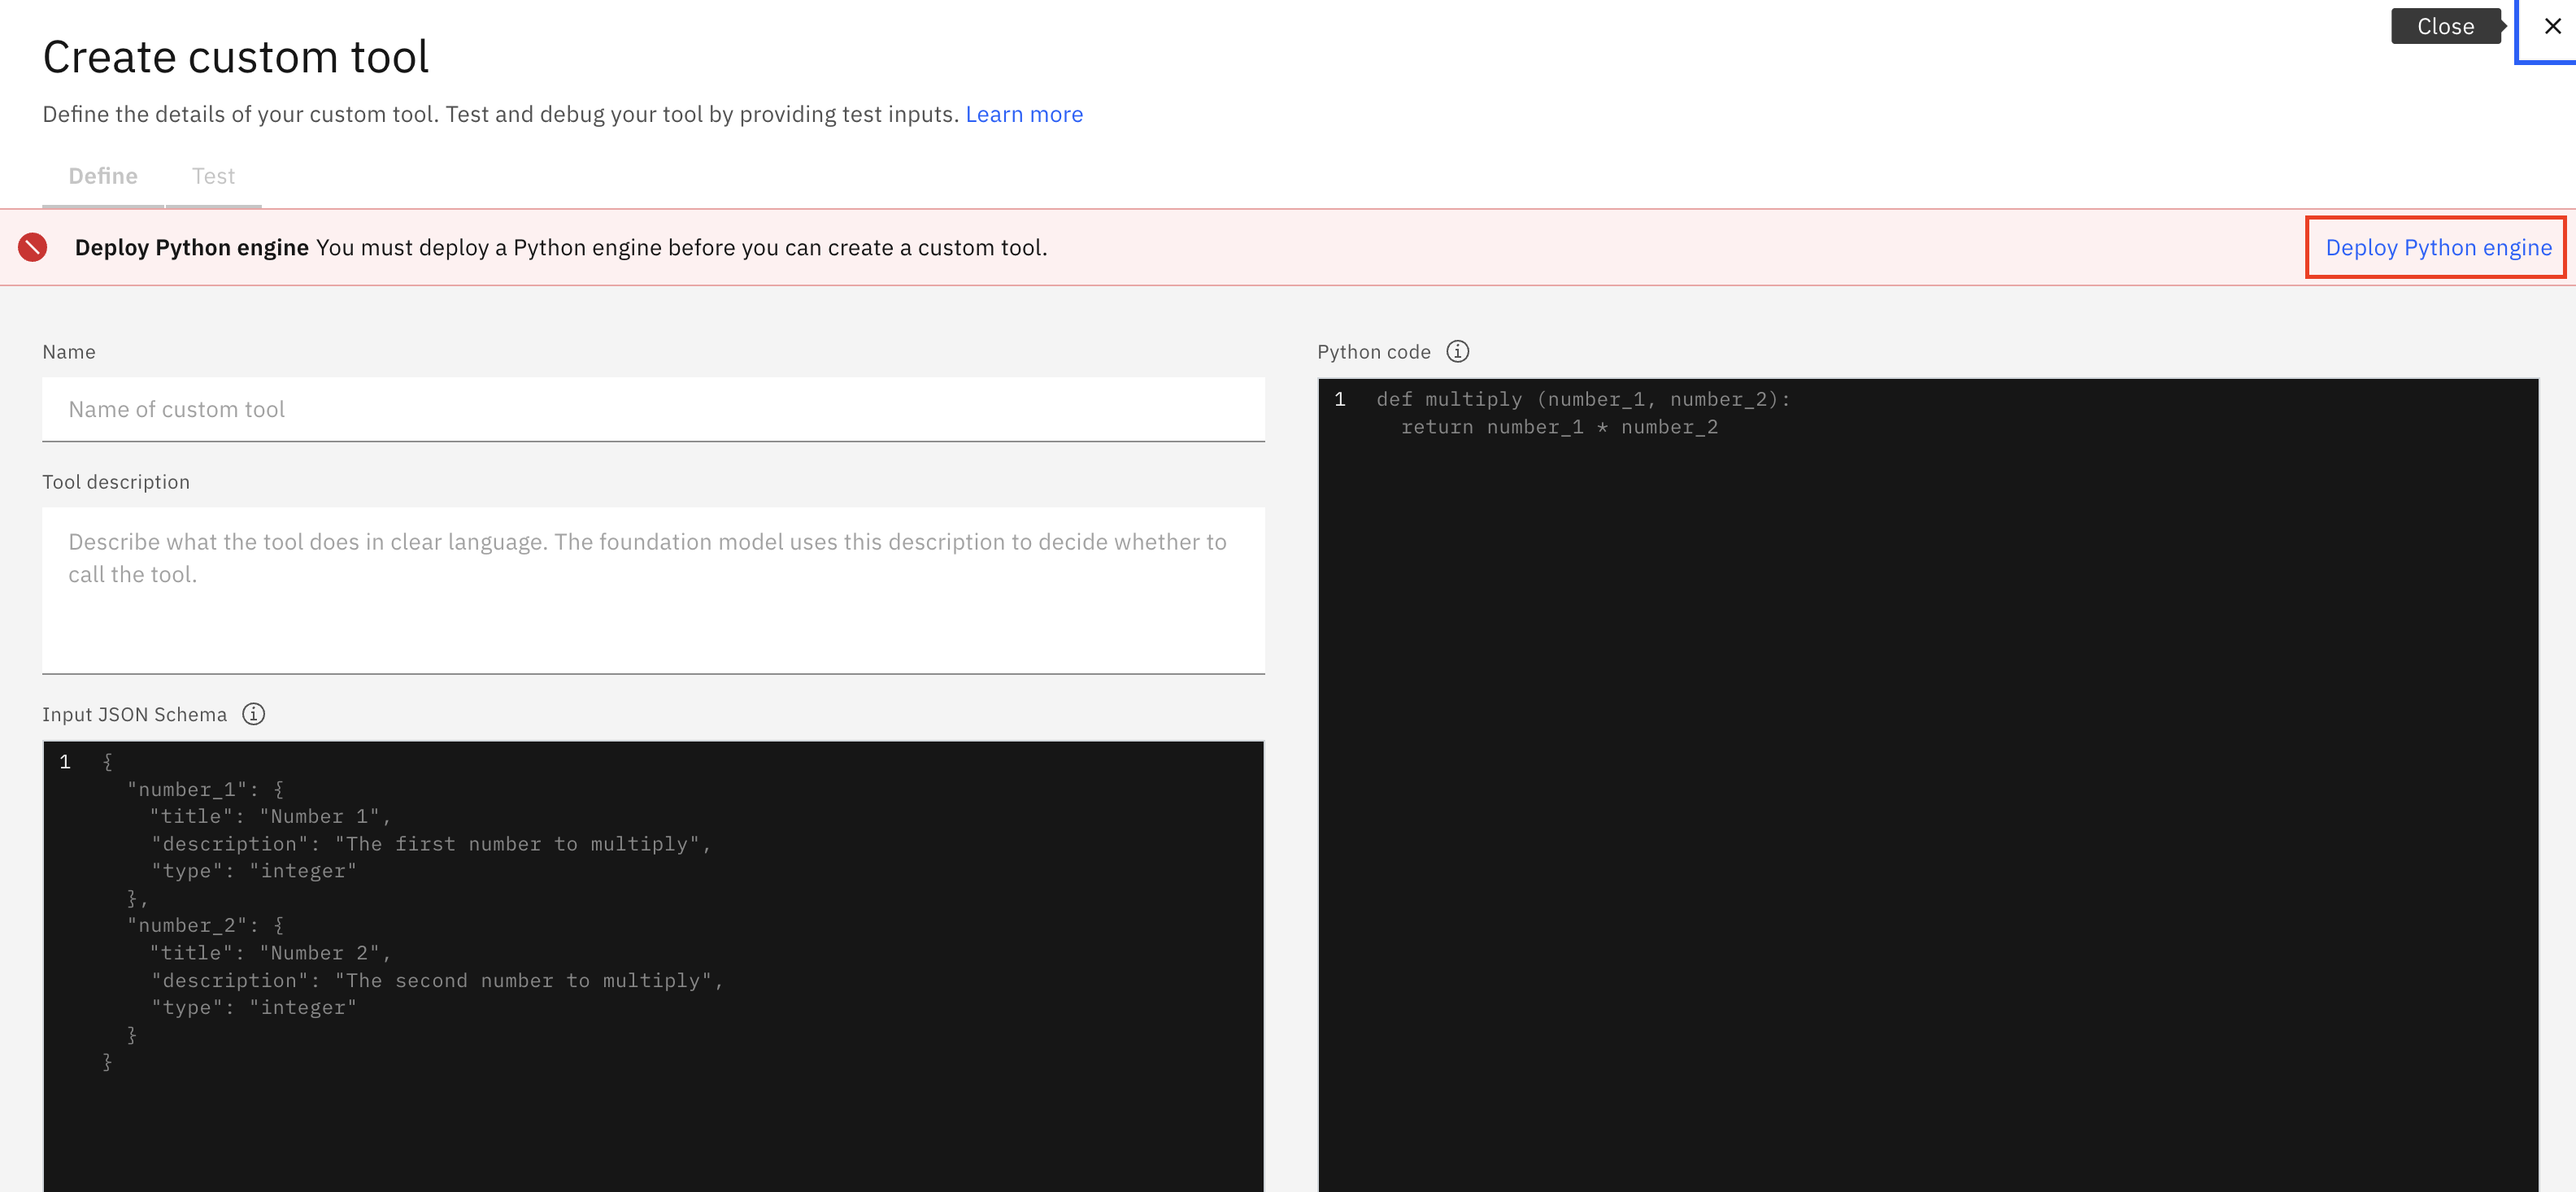 Close
Create custom tool
Define the details of your custom tool. Test and debug your tool by providing test inputs. Learn more
Define
Test
Deploy Python engine You must deploy a Python engine before you can create a custom tool.
Deploy Python engine
Name
Name of custom tool
Tool description
Describe what the tool does in clear language. The foundation model uses this description to decide whether to
call the tool.
Input JSON Schema
1 {
  "number_1": {
    "title": "Number 1",
    "description": "The first number to multiply",
    "type": "integer"
  },
  "number_2": {
    "title": "Number 2",
    "description": "The second number to multiply",
    "type": "integer"
  }
}
Python code
1 def multiply (number_1, number_2):
  return number_1 * number_2